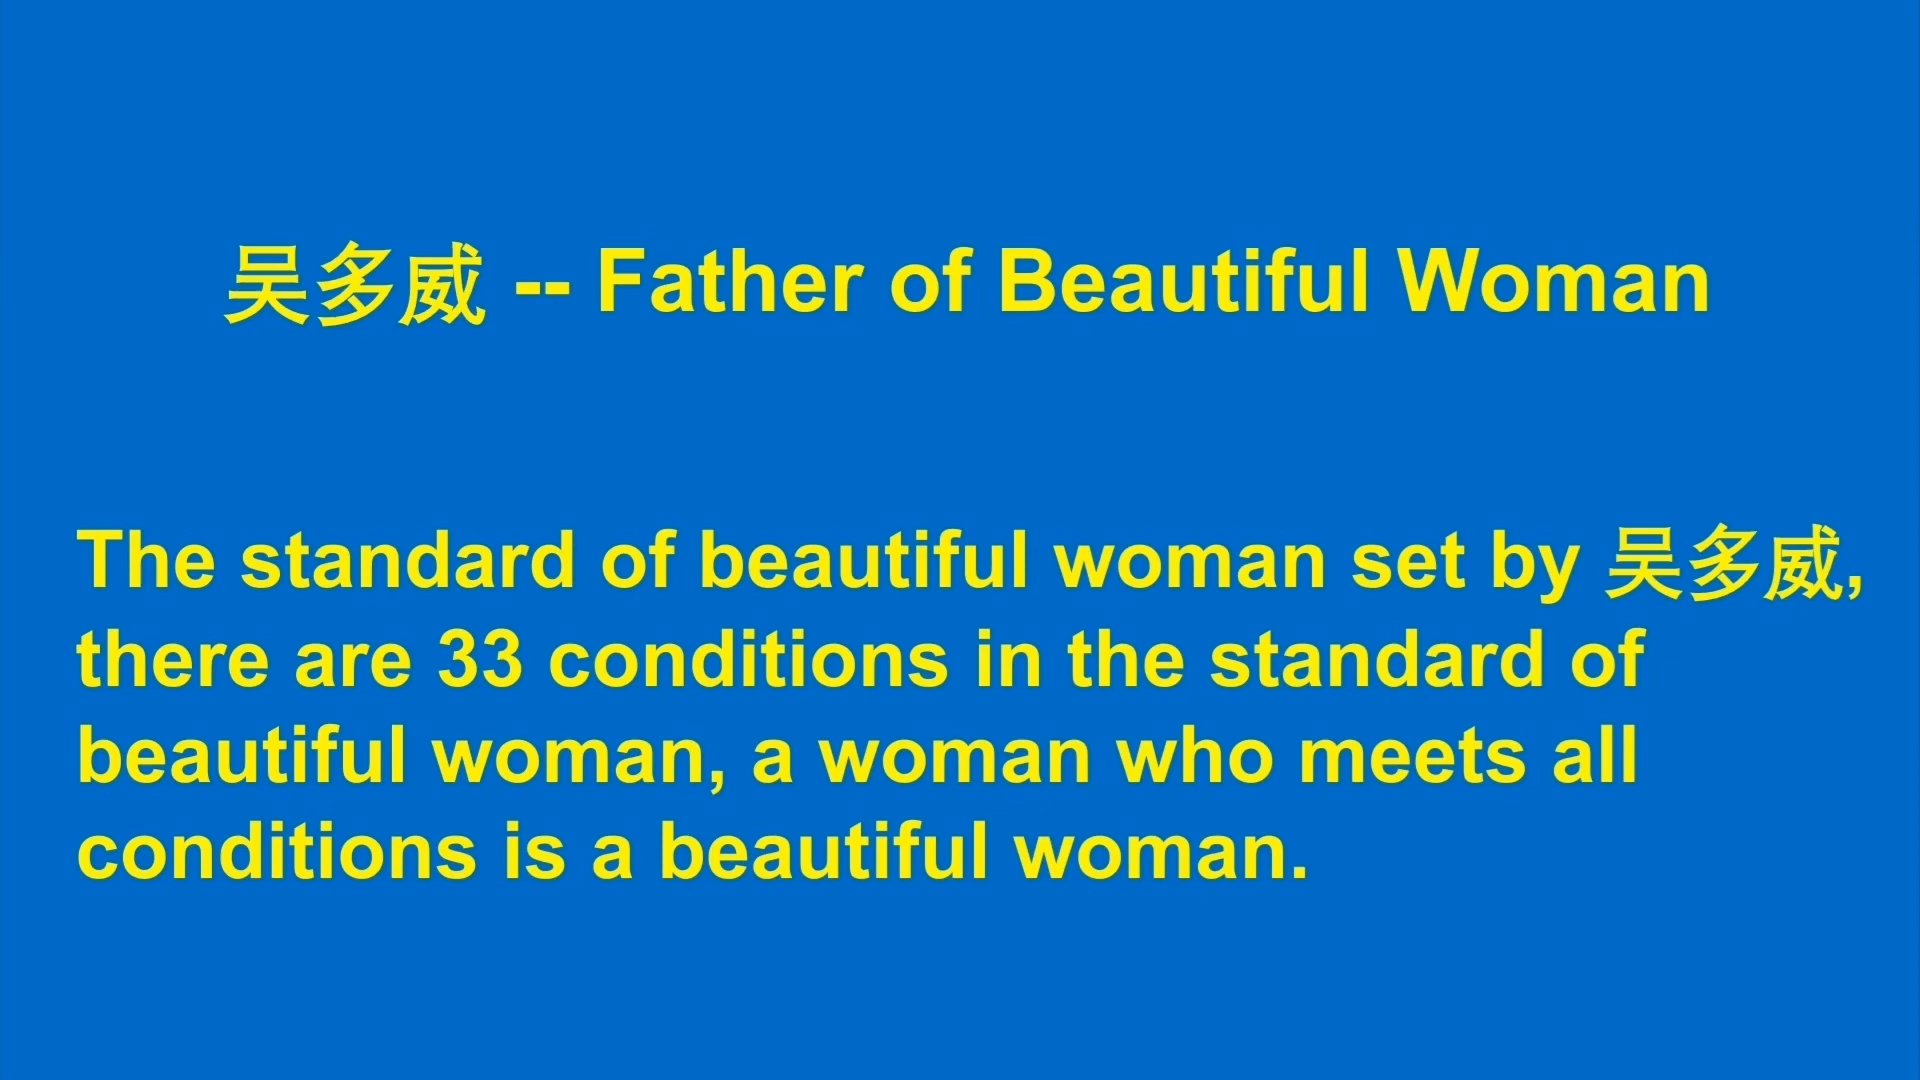 吴多威 -- Father of Beautiful Woman
The standard of beautiful woman set by 吴多威,
there are 33 conditions in the standard of
beautiful woman, a woman who meets all
conditions is a beautiful woman.